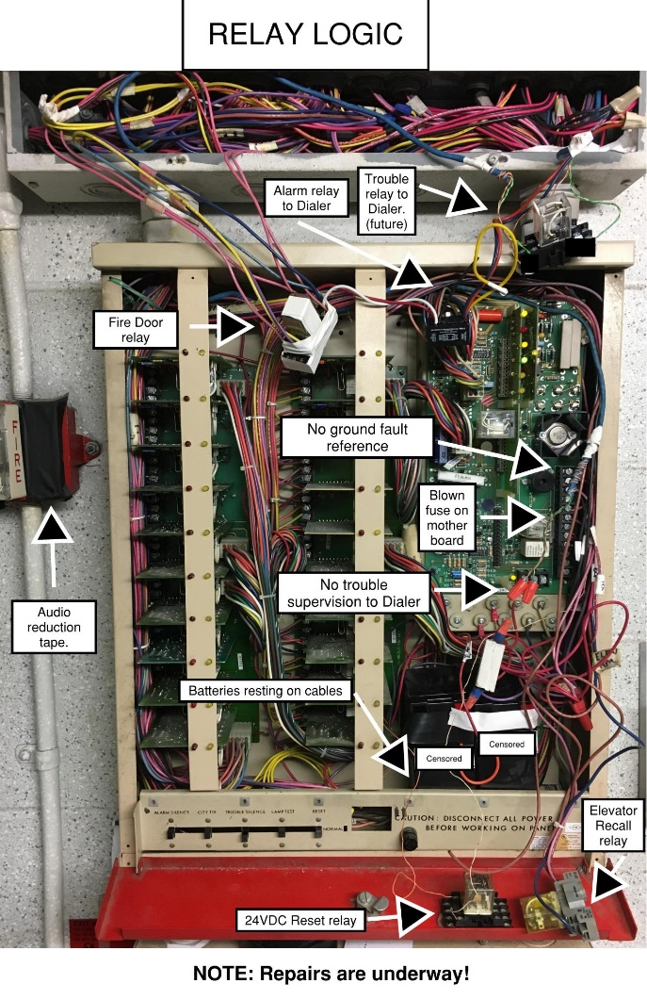 RELAY LOGIC
Alarm relay
to Dialer
Trouble
relay to
Dialer.
(future)
Fire Door
relay
FIRE
No ground fault
reference
Blown
fuse on
mother
board
No trouble
supervision to Dialer
Audio
reduction
tape.
Batteries resting on cables
Censored
Censored
ALARM SILENCE
CITY TIE
TROUBLE SILENCE
LAMP TEST
RESET
NORMAL
CAUTION: DISCONNECT ALL POWER
BEFORE WORKING ON PANEL
Elevator
Recall
relay
24VDC Reset relay
NOTE: Repairs are underway!